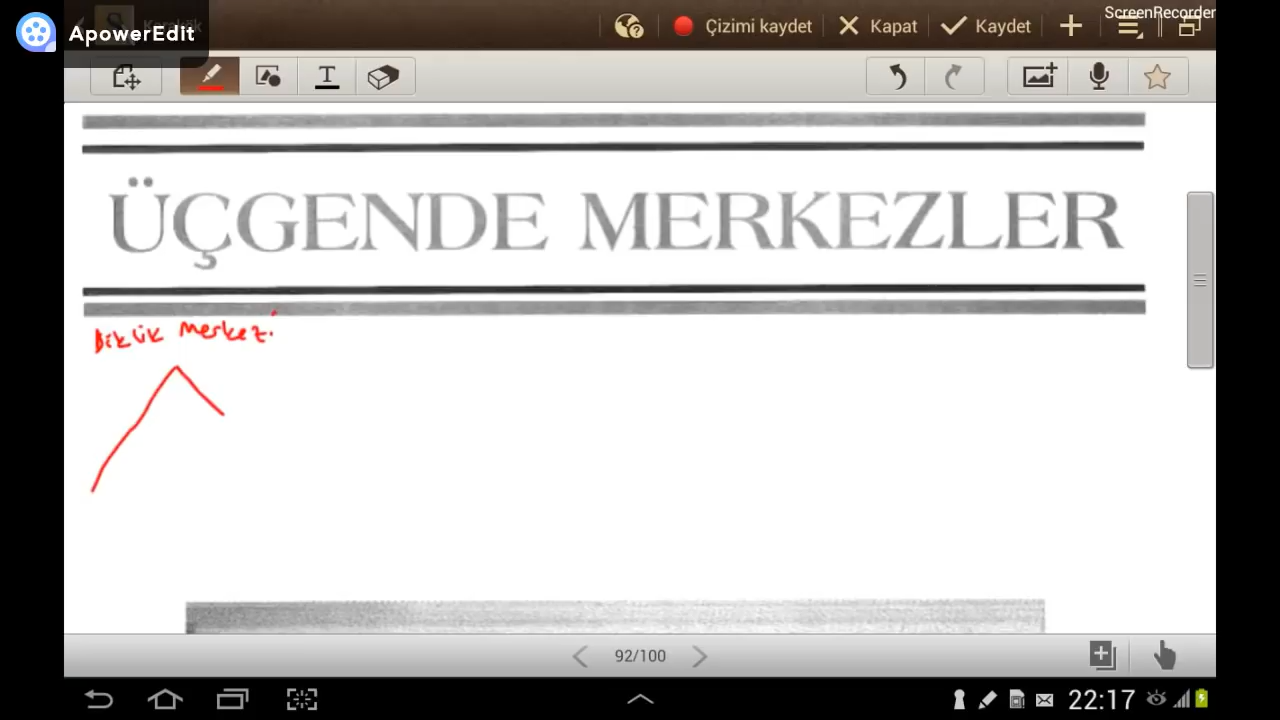 ScreenRecorder
ApowerEdit
Çizimi kaydet
Kapat
Kaydet
T
ÜÇGENDE MERKEZLER
Diklik Merkezi
92/100
22:17